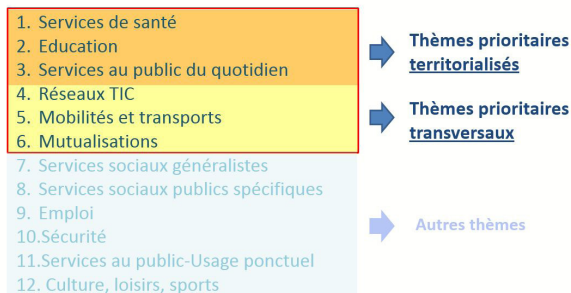 1. Services de santé
2. Education
3. Services au public du quotidien
4. Réseaux TIC
5. Mobilités et transports
6. Mutualisations
7. Services sociaux généralistes
8. Services sociaux publics spécifiques
9. Emploi
10.Sécurité
11.Services au public-Usage ponctuel
12. Culture, loisirs, sports
Thèmes prioritaires
territorialisés
Thèmes prioritaires
transversaux
Autres thèmes